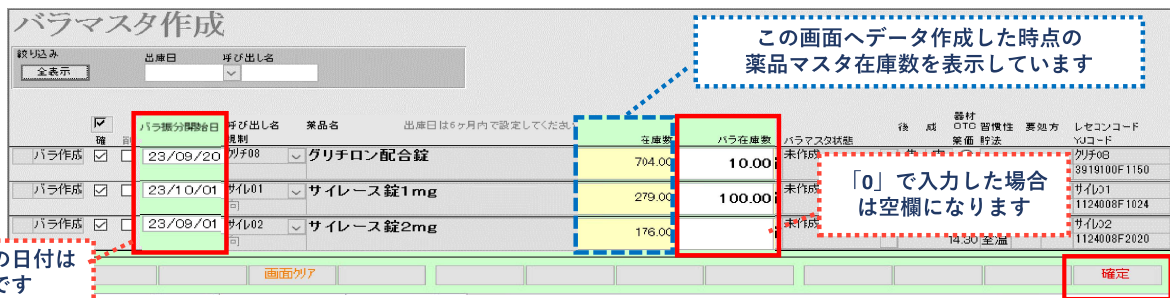 バラマスタ作成
絞り込み
全表示
出庫日
呼び出し名
この画面へデータ作成した時点の
薬品マスタ在庫数を表示しています
確
バラ振分開始日
呼び出し名
規制
薬品名
出庫日は6ヶ月内で設定してくださ
在庫数
バラ在庫数
バラマスタ状態
後
成
器材
OTC
薬価
習慣性
貯法
要処方
レセコンコード
YJコード
バラ作成
23/09/20
グリチ08
グリチロン配合錠
704.00
10.00
未作成
グリチ08
3919100F1150
バラ作成
23/10/01
サイレ01
サイレース錠1mg
279.00
100.00
未作成
サイレ01
1124008F1024
バラ作成
23/09/01
サイレ02
サイレース錠2mg
176.00
未作成
14.30
室温
サイレ02
1124008F2020
「0」で入力した場合
は空欄になります
の日付は
です
画面クリア
確定